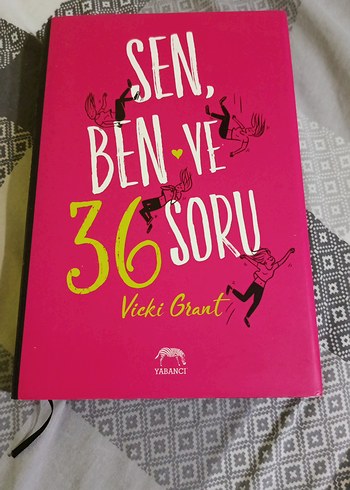 SEN,
BEN VE
36 SORU
Vicki Grant
YABANCI